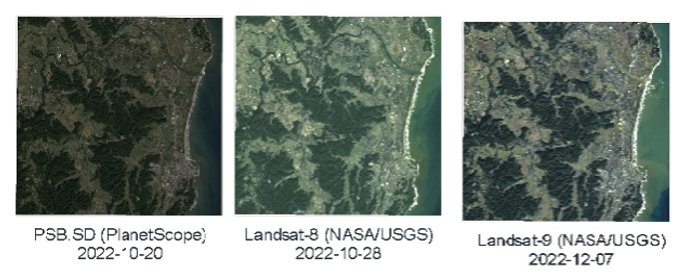 PSB.SD (PlanetScope)
2022-10-20
Landsat-8 (NASA/USGS)
2022-10-28
Landsat-9 (NASA/USGS)
2022-12-07